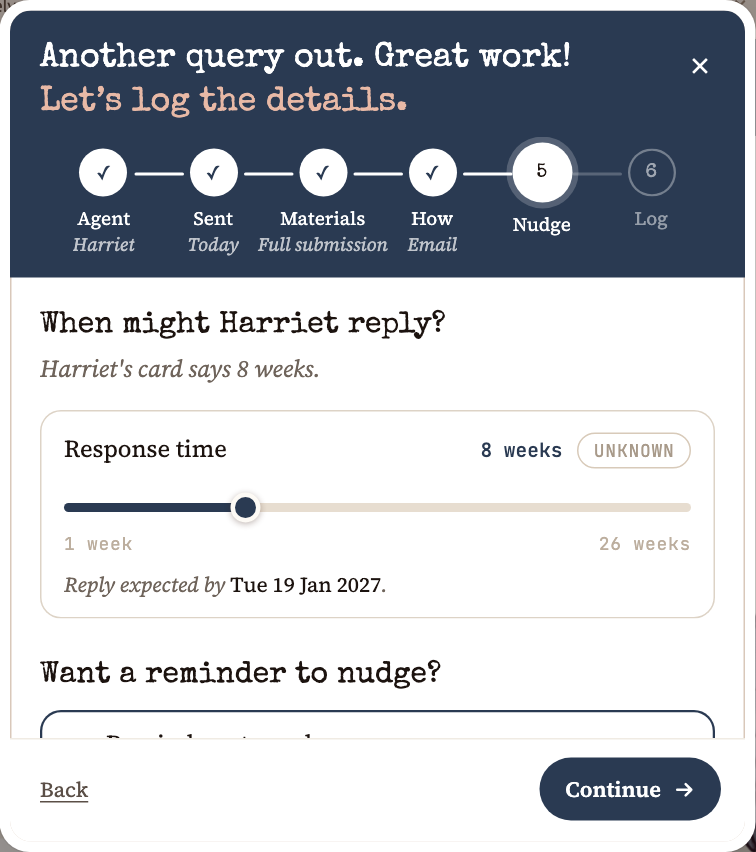 Another query out. Great work!
Let’s log the details.
✓ ✓ ✓ ✓ 5 6
Agent Sent Materials How Nudge Log
Harriet Today Full submission Email
When might Harriet reply?
Harriet's card says 8 weeks.
Response time 8 weeks UNKNOWN
1 week 26 weeks
Reply expected by Tue 19 Jan 2027.
Want a reminder to nudge?
Back Continue →